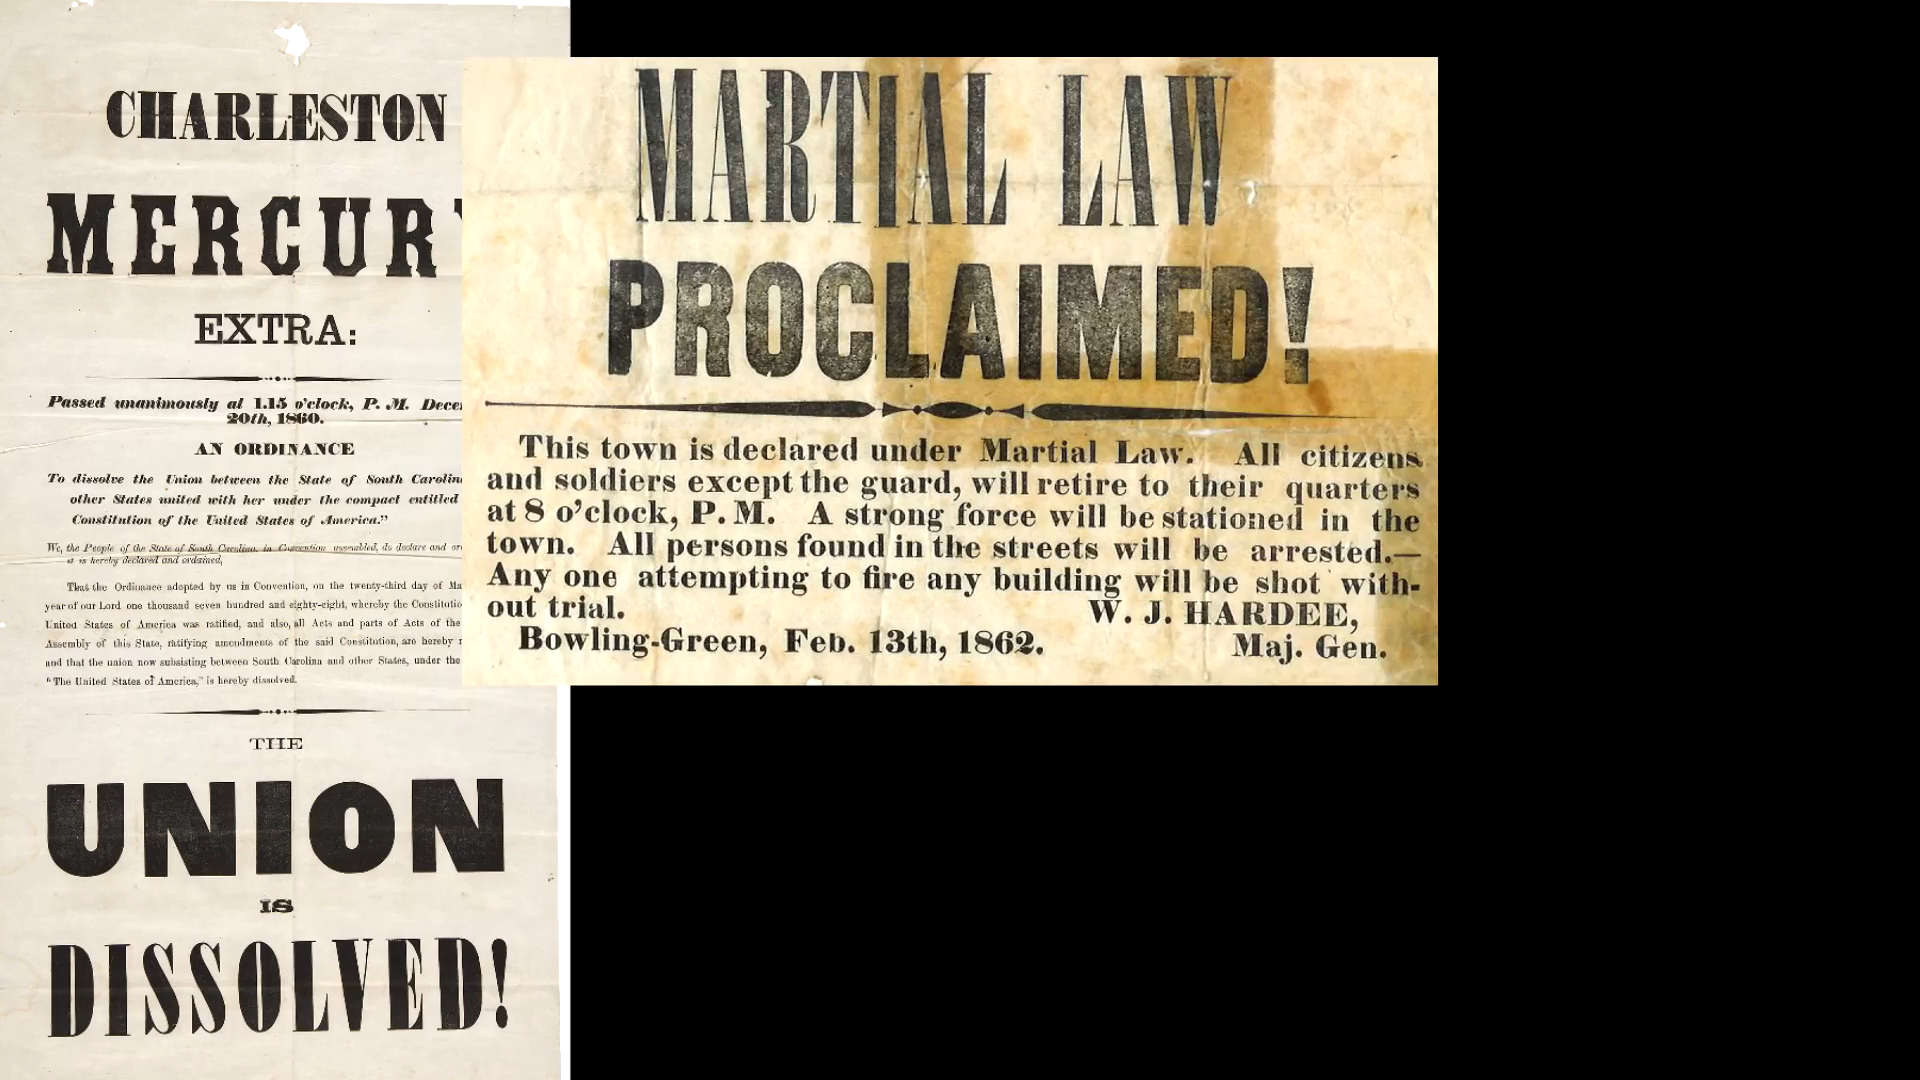 CHARLESTON
MERCUR
EXTRA:
Passed unanimously at 1.15 o'clock, P. M.
20th, 1860.
AN ORDINANCE
To dissolve the Union between the State of South
other States united with her under the compact entitled
Constitution of the United States of America."
We, the People of the State of South Carolina, in Convention assembled, do declare and
it is hereby declared and ordained,
That the Ordinance adopted by us in Convention, on the twenty-third day of
year of our Lord one thousand seven hundred and eighty-eight, whereby the
United States of America was ratified, and also, all Acts and parts of Acts of the
Assembly of this State, ratifying amendments of the said Constitution, are hereby
and that the union now subsisting between South Carolina and other States, under the
"The United States of America," is hereby dissolved.
THE
UNION
IS
DISSOLVED!
MARTIAL LAW
PROCLAIMED!
This town is declared under Martial Law. All citizens
and soldiers except the guard, will retire to their quarters
at 8 o'clock, P. M. A strong force will be stationed in the
town. All persons found in the streets will be arrested.—
Any one attempting to fire any building will be shot with-
out trial. W. J. HARDEE,
Bowling-Green, Feb. 13th, 1862. Maj. Gen.